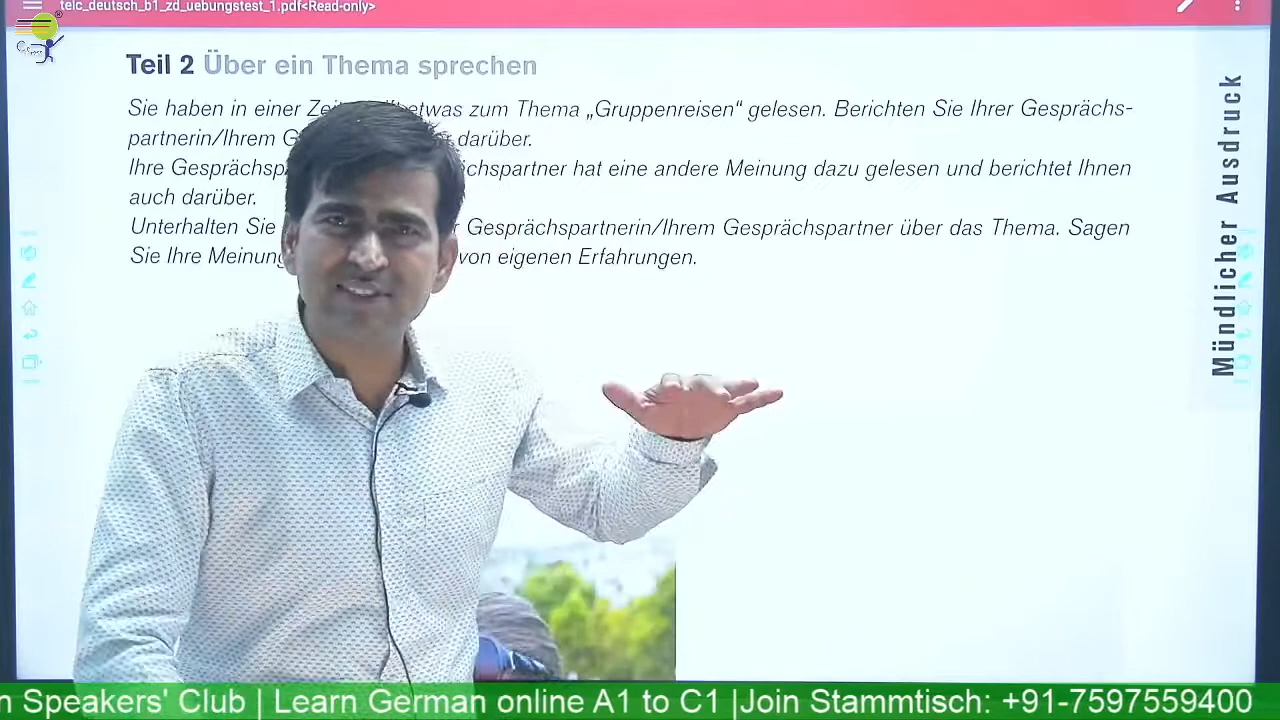 telc_deutsch_b1_zd_uebungstest_1.pdf<Read-only>
Teil 2 Über ein Thema sprechen
Sie haben in einer etwas zum Thema „Gruppenreisen“ gelesen. Berichten Sie Ihrer Gesprächs-
partnerin/Ihrem darüber.
Ihre hat eine andere Meinung dazu gelesen und berichtet Ihnen
auch darüber.
Unterhalten Sie Gesprächspartnerin/Ihrem Gesprächspartner über das Thema. Sagen
Sie Ihre Meinung von eigenen Erfahrungen.
Mündlicher Ausdruck
Speakers' Club | Learn German online A1 to C1 |Join Stammtisch: +91-7597559400